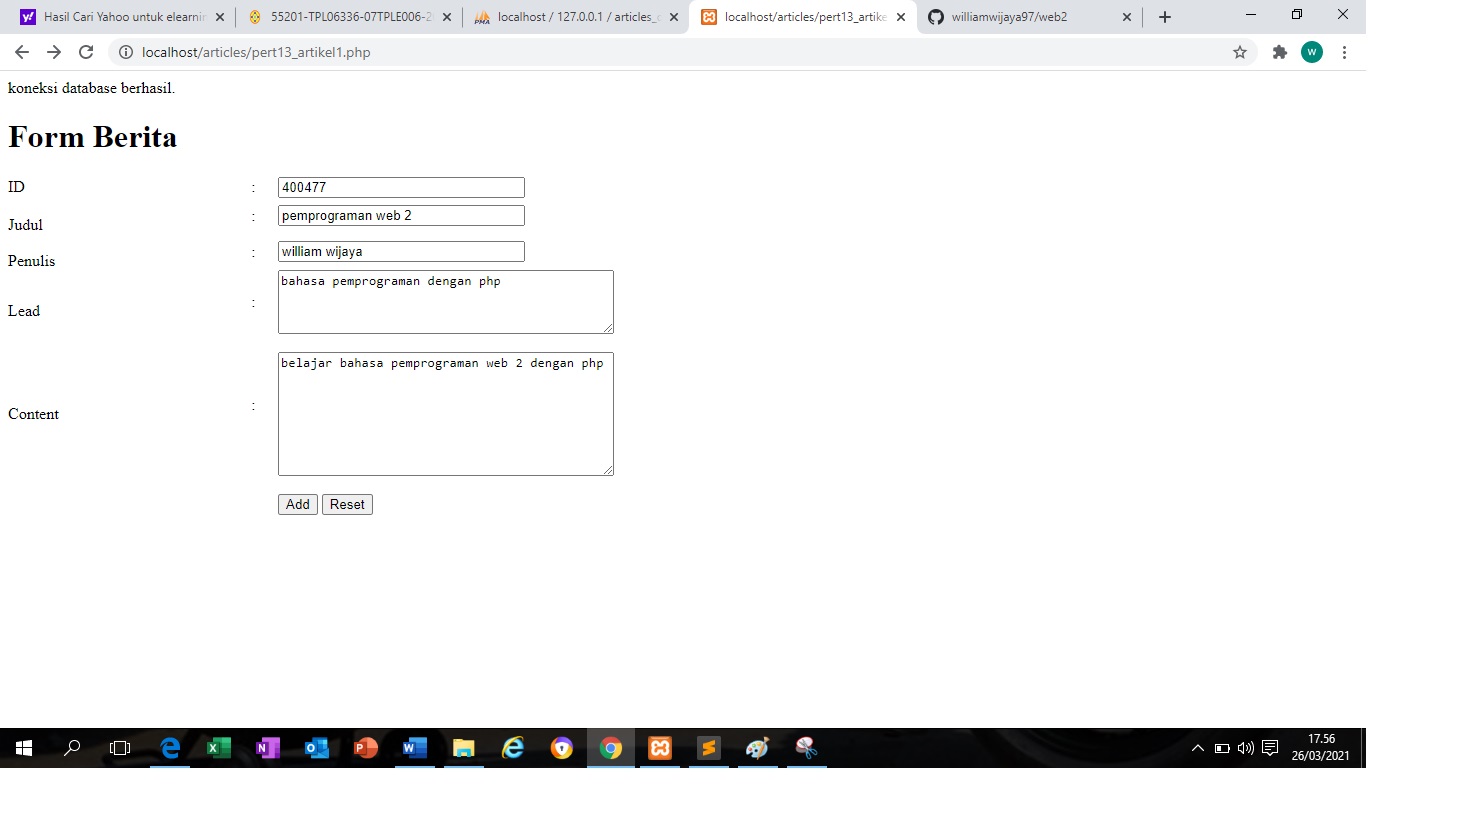 Hasil Cari Yahoo untuk elearnin
55201-TPL06336-07TPLE006-2
localhost / 127.0.0.1 / articles_c
localhost/articles/pert13_artike
williamwijaya97/web2
localhost/articles/pert13_artikel1.php
W
koneksi database berhasil.
Form Berita
ID : 400477
Judul : pemprograman web 2
Penulis : william wijaya
Lead : bahasa pemprograman dengan php
Content : belajar bahasa pemprograman web 2 dengan php
Add Reset
17.56
26/03/2021